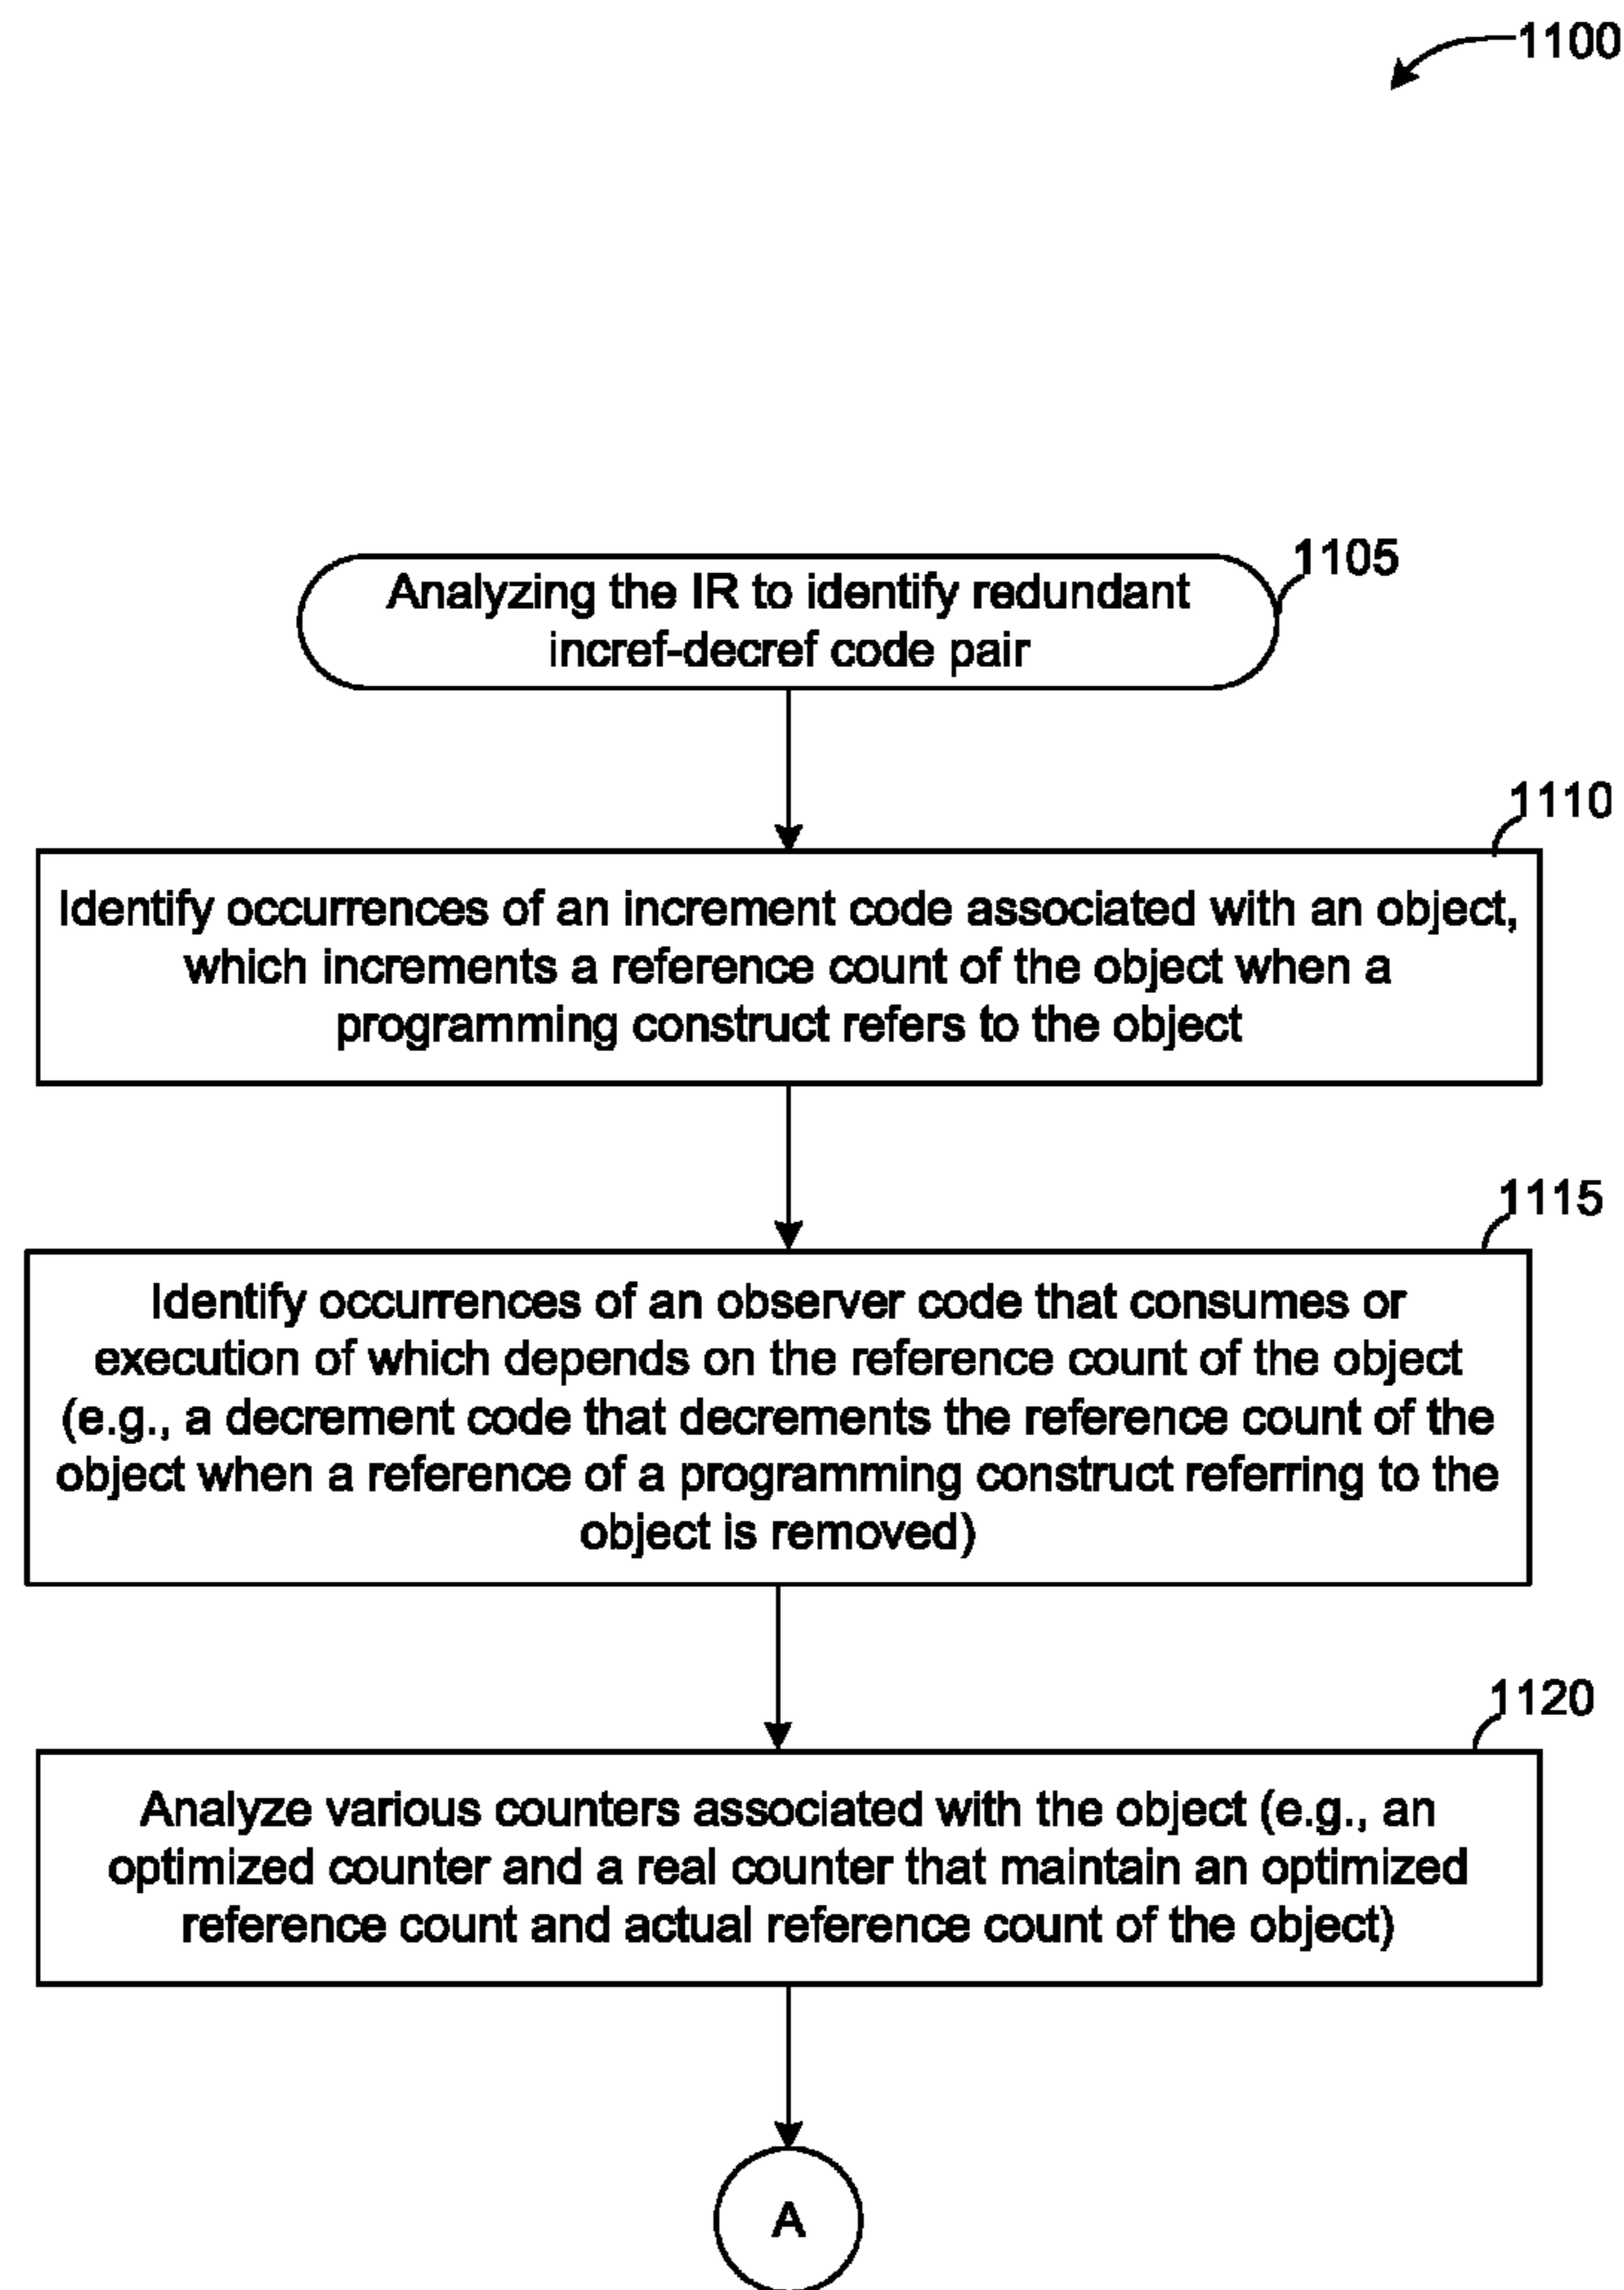 1100
1105
Analyzing the IR to identify redundant
incref-decref code pair
1110
Identify occurrences of an increment code associated with an object,
which increments a reference count of the object when a
programming construct refers to the object
1115
Identify occurrences of an observer code that consumes or
execution of which depends on the reference count of the object
(e.g., a decrement code that decrements the reference count of the
object when a reference of a programming construct referring to the
object is removed)
1120
Analyze various counters associated with the object (e.g., an
optimized counter and a real counter that maintain an optimized
reference count and actual reference count of the object)
A